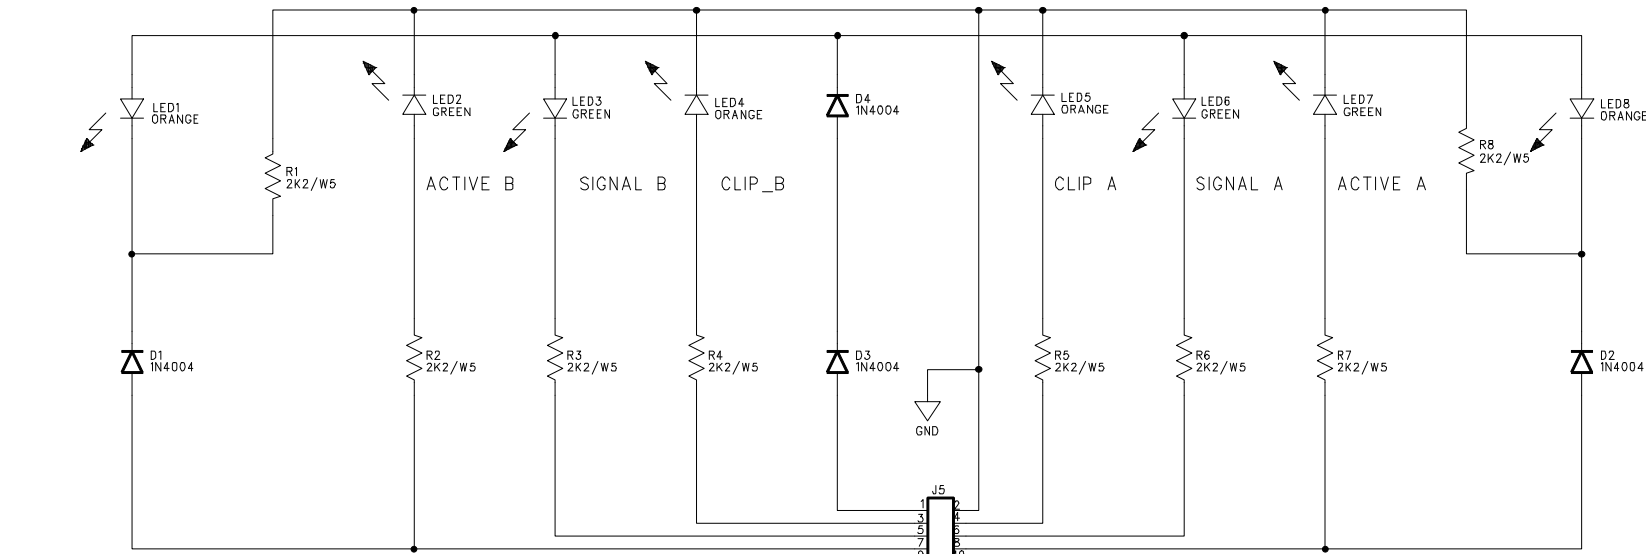 LED1
ORANGE
LED2
GREEN
LED3
GREEN
LED4
ORANGE
D4
1N4004
LED5
ORANGE
LED6
GREEN
LED7
GREEN
LED8
ORANGE
R1
2K2/W5
R8
2K2/W5
ACTIVE B
SIGNAL B
CLIP_B
CLIP A
SIGNAL A
ACTIVE A
D1
1N4004
R2
2K2/W5
R3
2K2/W5
R4
2K2/W5
D3
1N4004
R5
2K2/W5
R6
2K2/W5
R7
2K2/W5
D2
1N4004
GND
J5
1 2
3 4
5 6
7 8